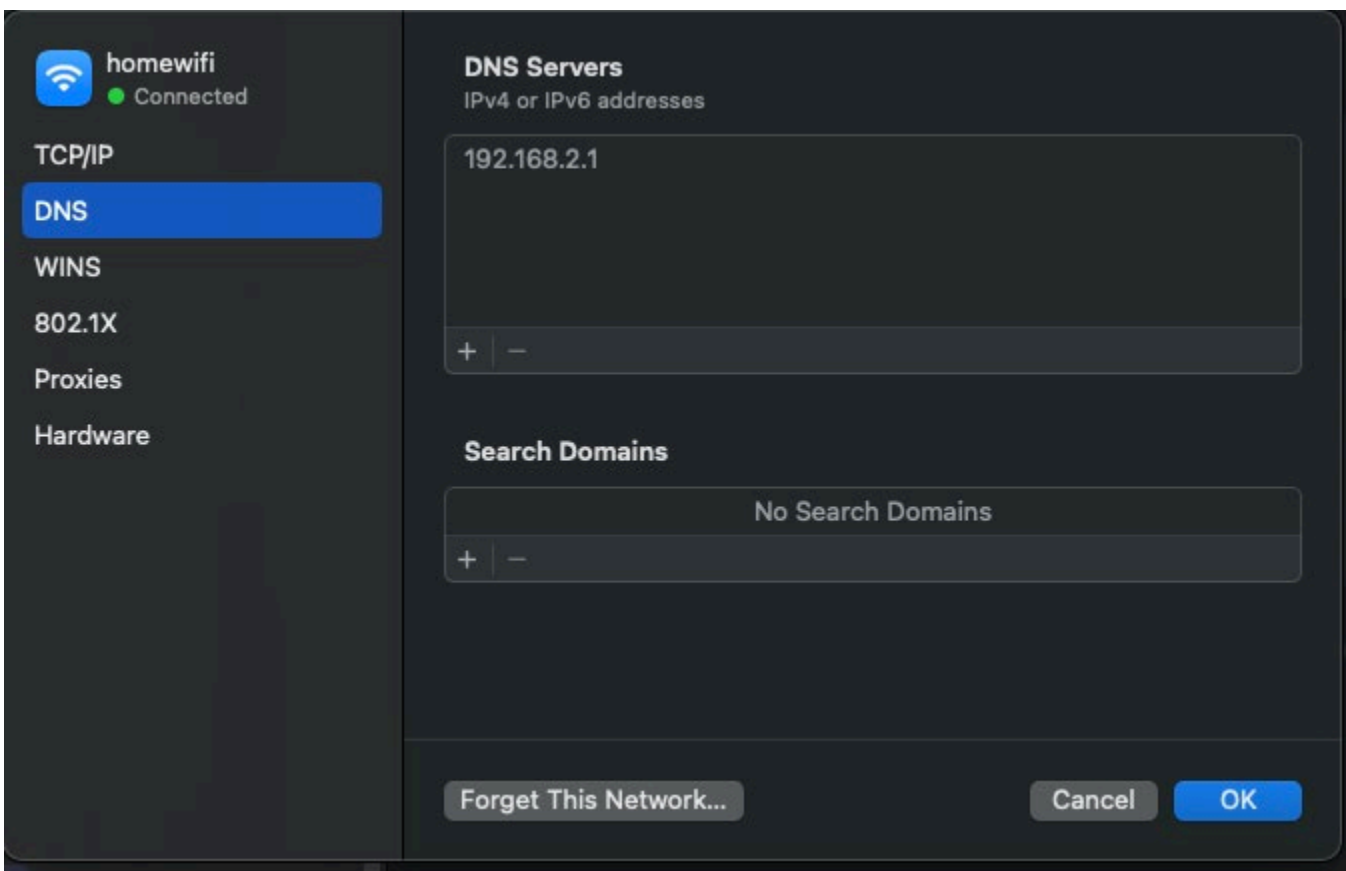 homewifi
Connected
TCP/IP
DNS
WINS
802.1X
Proxies
Hardware
DNS Servers
IPv4 or IPv6 addresses
192.168.2.1
+ −
Search Domains
No Search Domains
+ −
Forget This Network...
Cancel
OK